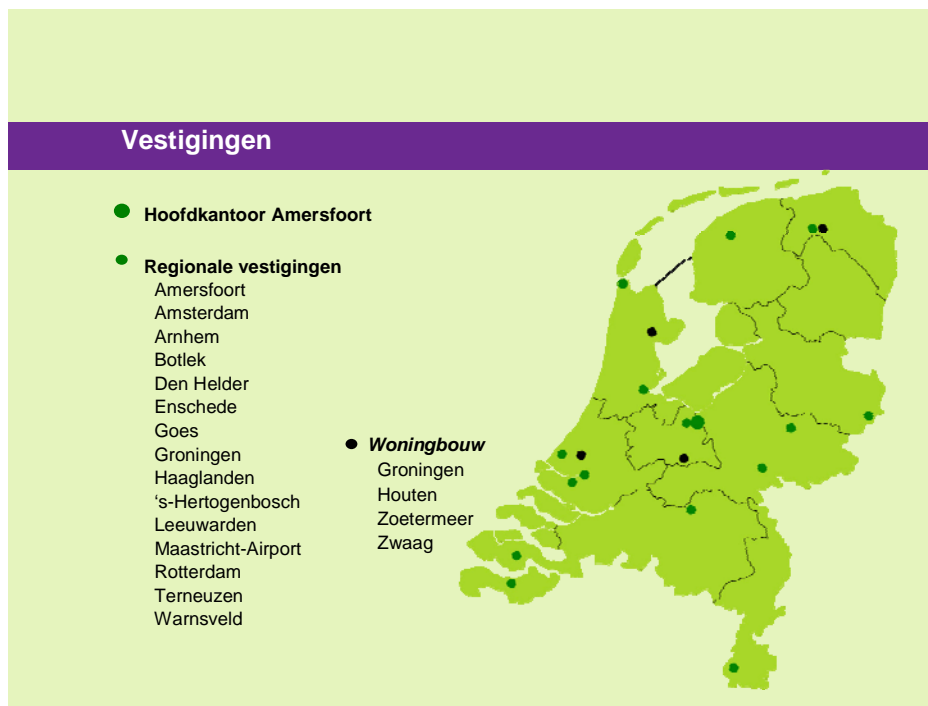 Vestigingen
Hoofdkantoor Amersfoort
Regionale vestigingen
Amersfoort
Amsterdam
Arnhem
Botlek
Den Helder
Enschede
Goes
Groningen
Haaglanden
‘s-Hertogenbosch
Leeuwarden
Maastricht-Airport
Rotterdam
Terneuzen
Warnsveld
Woningbouw
Groningen
Houten
Zoetermeer
Zwaag